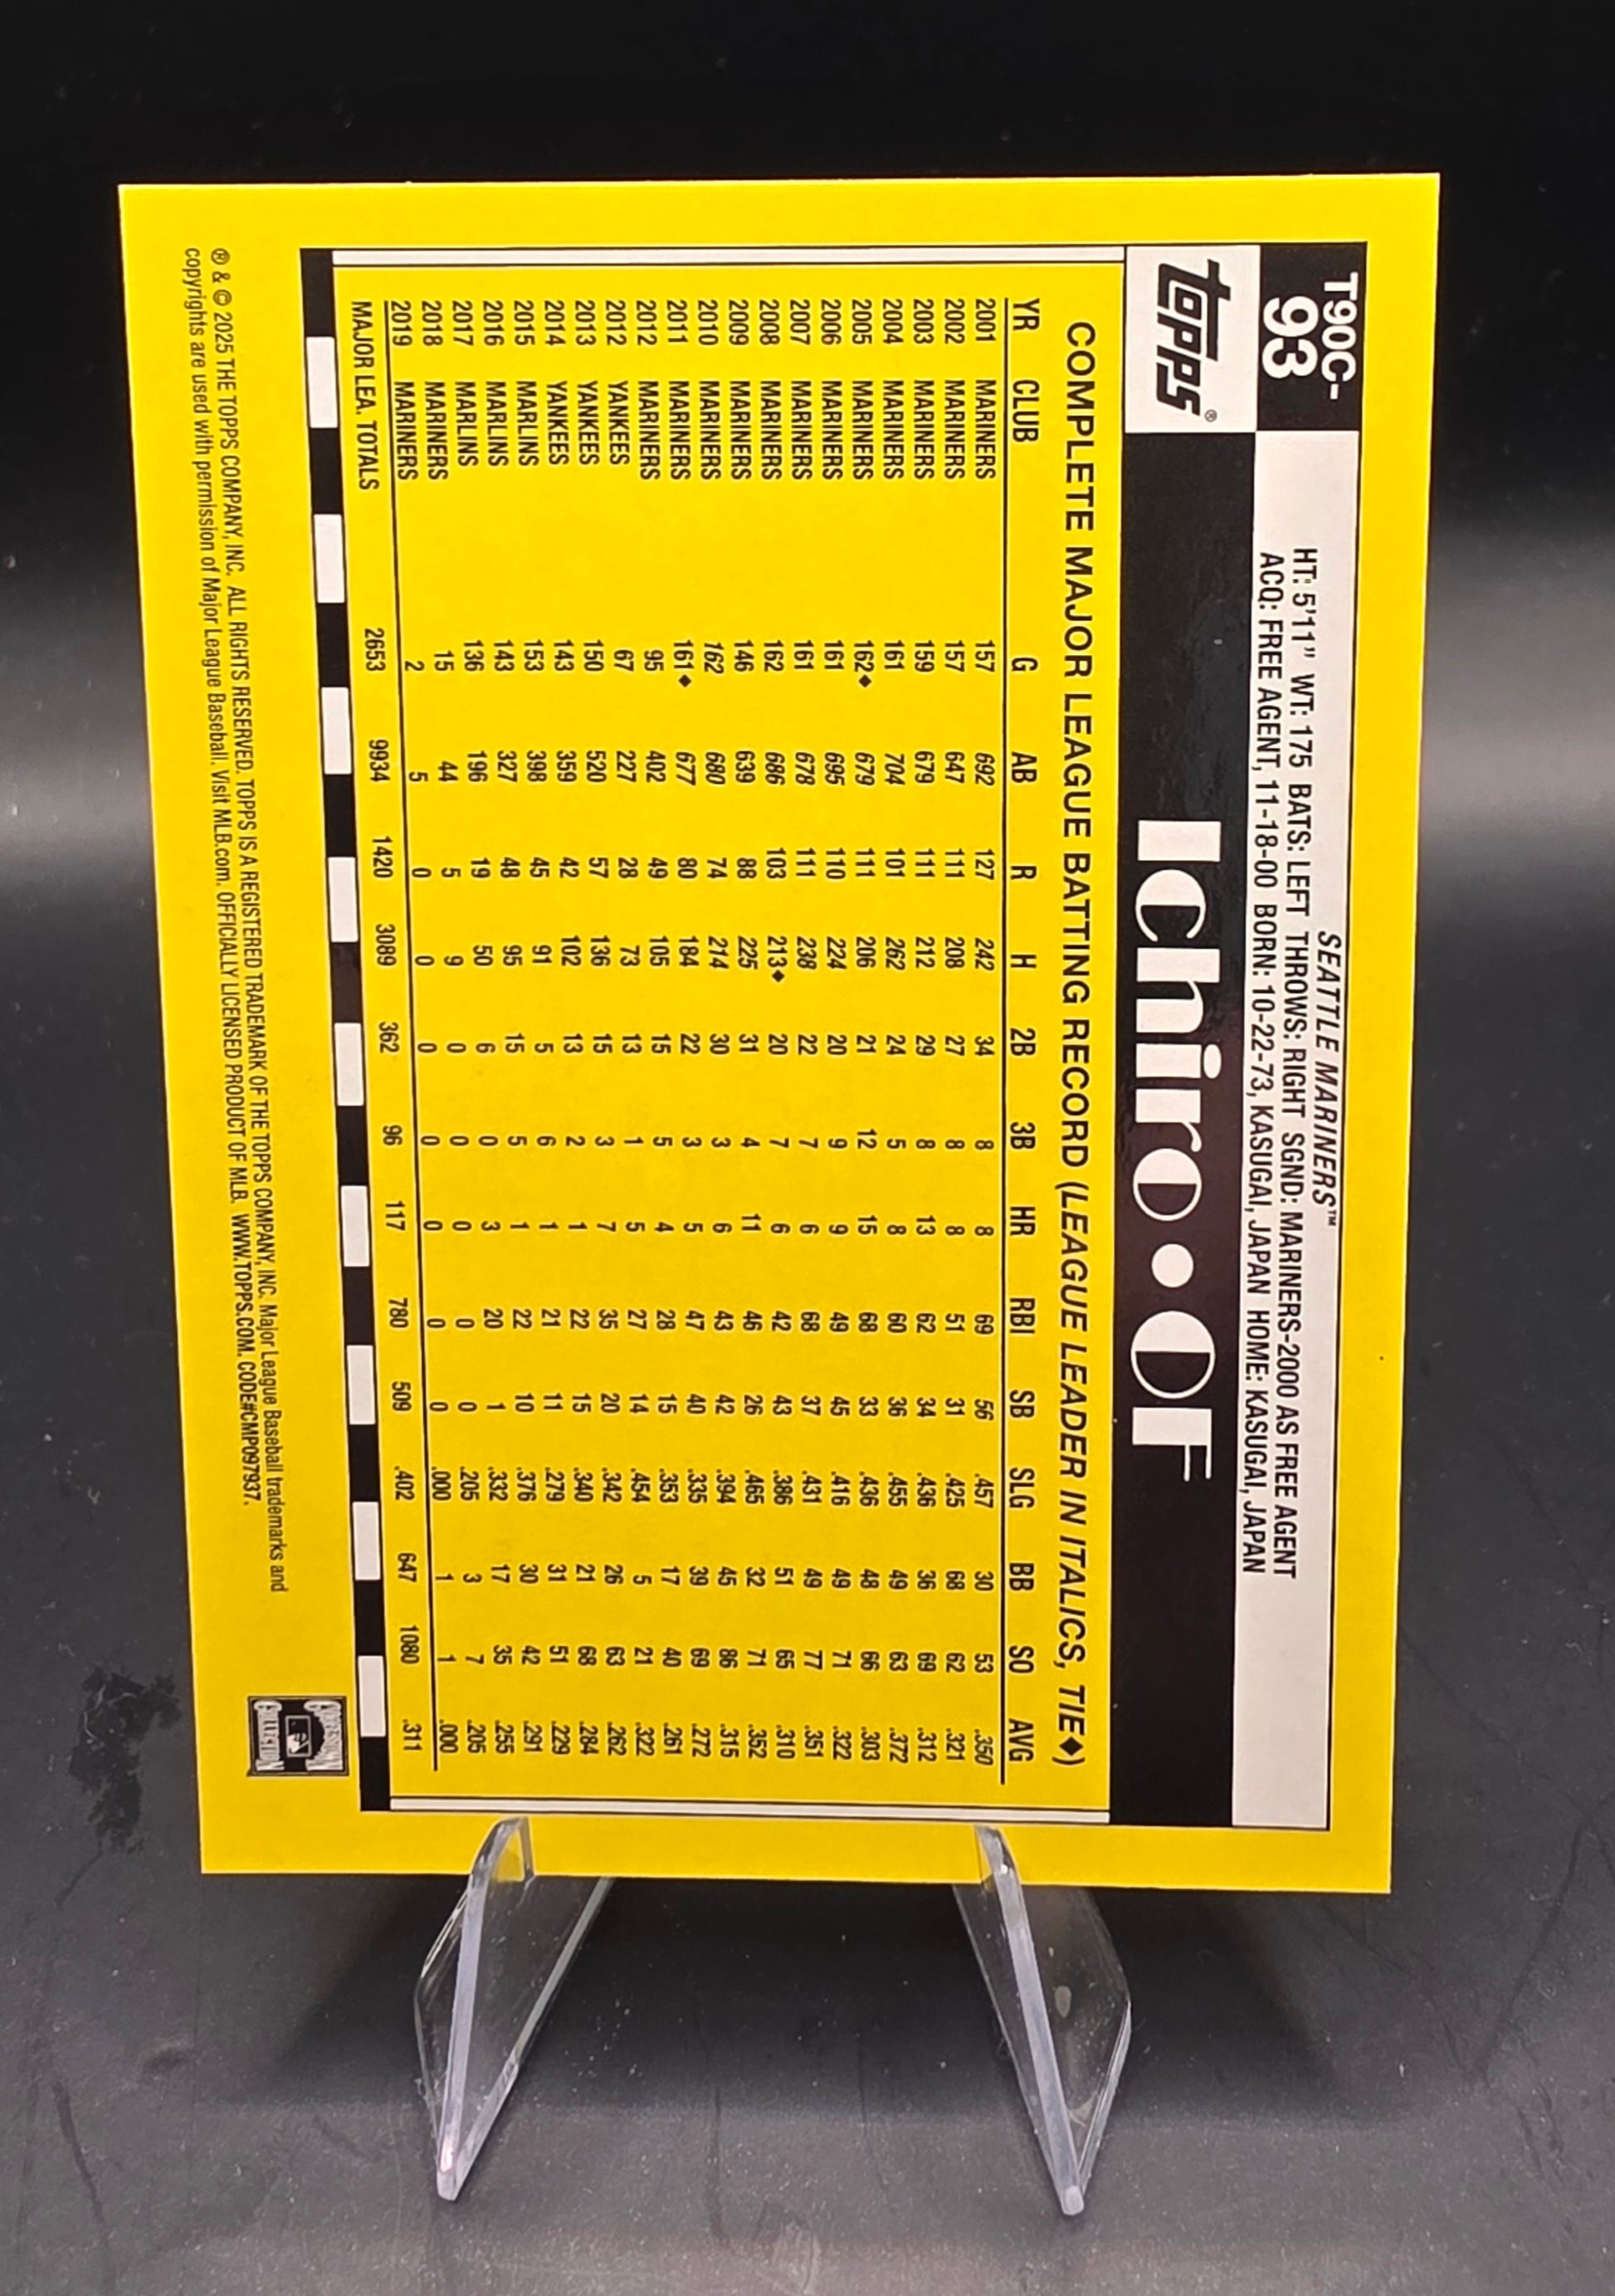 T90C-
93
topps®
SEATTLE MARINERS™
HT: 5'11" WT: 175 BATS: LEFT THROWS: RIGHT SGND: MARINERS-2000 AS FREE AGENT
ACQ: FREE AGENT, 11-18-00 BORN: 10-22-73, KASUGAI, JAPAN HOME: KASUGAI, JAPAN
Ichiro • OF
COMPLETE MAJOR LEAGUE BATTING RECORD (LEAGUE LEADER IN ITALICS, TIE♦)
YR CLUB G AB R H 2B 3B HR RBI SB SLG BB SO AVG
2001 MARINERS 157 692 127 242 34 8 8 69 56 .457 30 53 .350
2002 MARINERS 157 647 111 208 27 8 8 51 31 .425 68 62 .321
2003 MARINERS 159 679 111 212 29 8 13 62 34 .436 36 69 .312
2004 MARINERS 161 704 101 262 24 5 8 60 36 .455 49 63 .372
2005 MARINERS 162♦ 679 111 206 21 12 15 68 33 .436 48 66 .303
2006 MARINERS 161 695 110 224 20 9 9 49 45 .416 49 71 .322
2007 MARINERS 161 678 111 238 22 7 6 68 37 .431 49 77 .351
2008 MARINERS 162 686 103 213♦ 20 7 6 42 43 .386 51 65 .310
2009 MARINERS 146 639 88 225 31 4 11 46 26 .465 32 71 .352
2010 MARINERS 162 680 74 214 30 3 6 43 42 .394 45 86 .315
2011 MARINERS 161♦ 677 80 184 22 3 5 47 40 .335 39 69 .272
2012 MARINERS 95 402 49 105 15 5 4 28 15 .353 17 40 .261
2012 YANKEES 67 227 28 73 13 1 5 27 14 .454 5 21 .322
2013 YANKEES 150 520 57 136 15 3 7 35 20 .342 26 63 .262
2014 YANKEES 143 359 42 102 13 2 1 22 15 .340 21 68 .284
2015 MARLINS 153 398 45 91 5 6 1 21 11 .279 31 51 .229
2016 MARLINS 143 327 48 95 15 5 1 22 10 .376 30 42 .291
2017 MARLINS 136 196 19 50 6 0 3 20 1 .332 17 35 .255
2018 MARINERS 15 44 5 9 0 0 0 0 0 .205 3 7 .205
2019 MARINERS 2 5 0 0 0 0 0 0 0 .000 1 1 .000
MAJOR LEA. TOTALS 2653 9934 1420 3089 362 96 117 780 509 .402 647 1080 .311
® & © 2025 THE TOPPS COMPANY, INC. ALL RIGHTS RESERVED. TOPPS IS A REGISTERED TRADEMARK OF THE TOPPS COMPANY, INC. Major League Baseball trademarks and
copyrights are used with permission of Major League Baseball. Visit MLB.com. OFFICIALLY LICENSED PRODUCT OF MLB. WWW.TOPPS.COM. CODE#CMP097937.
COOPERSTOWN
COLLECTION